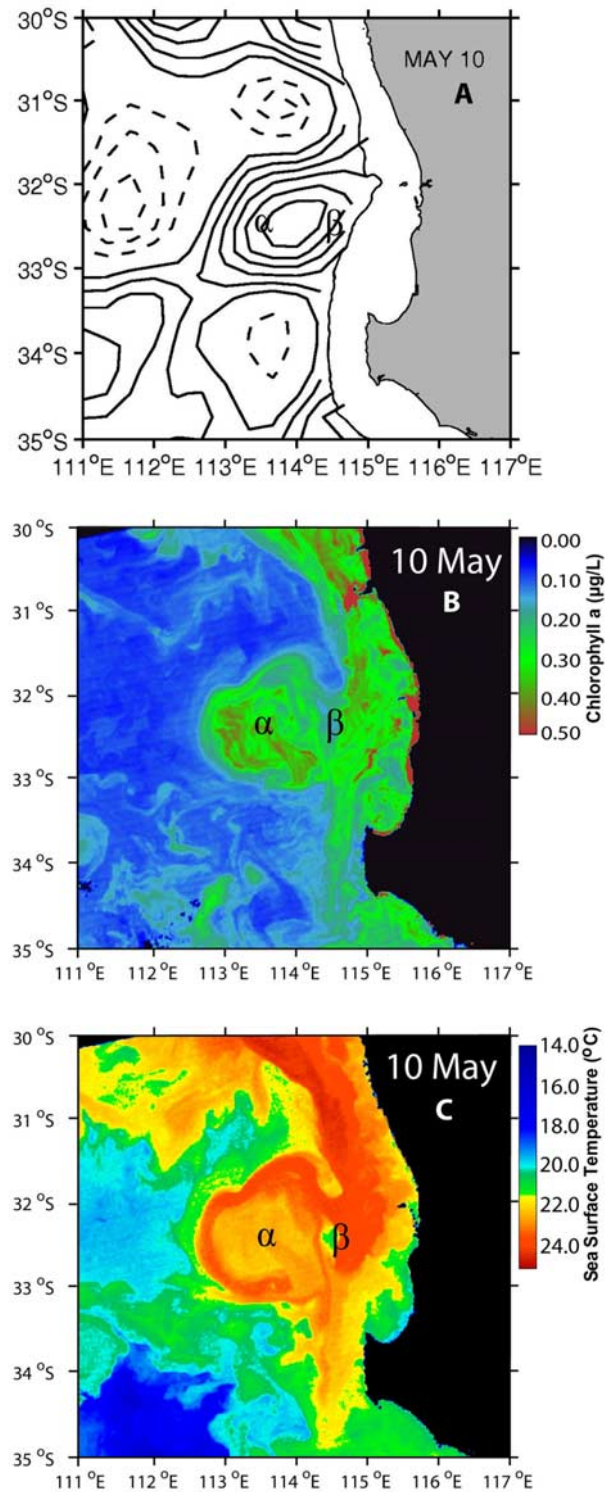 30°S
MAY 10
A
31°S
32°S
α β
33°S
34°S
35°S
111°E 112°E 113°E 114°E 115°E 116°E 117°E
30°S
10 May
B
31°S
32°S
α β
33°S
34°S
35°S
111°E 112°E 113°E 114°E 115°E 116°E 117°E
0.00
0.10
0.20
0.30
0.40
0.50
Chlorophyll a (μg/L)
30°S
10 May
C
31°S
32°S
α β
33°S
34°S
35°S
111°E 112°E 113°E 114°E 115°E 116°E 117°E
14.0
16.0
18.0
20.0
22.0
24.0
Sea Surface Temperature (°C)